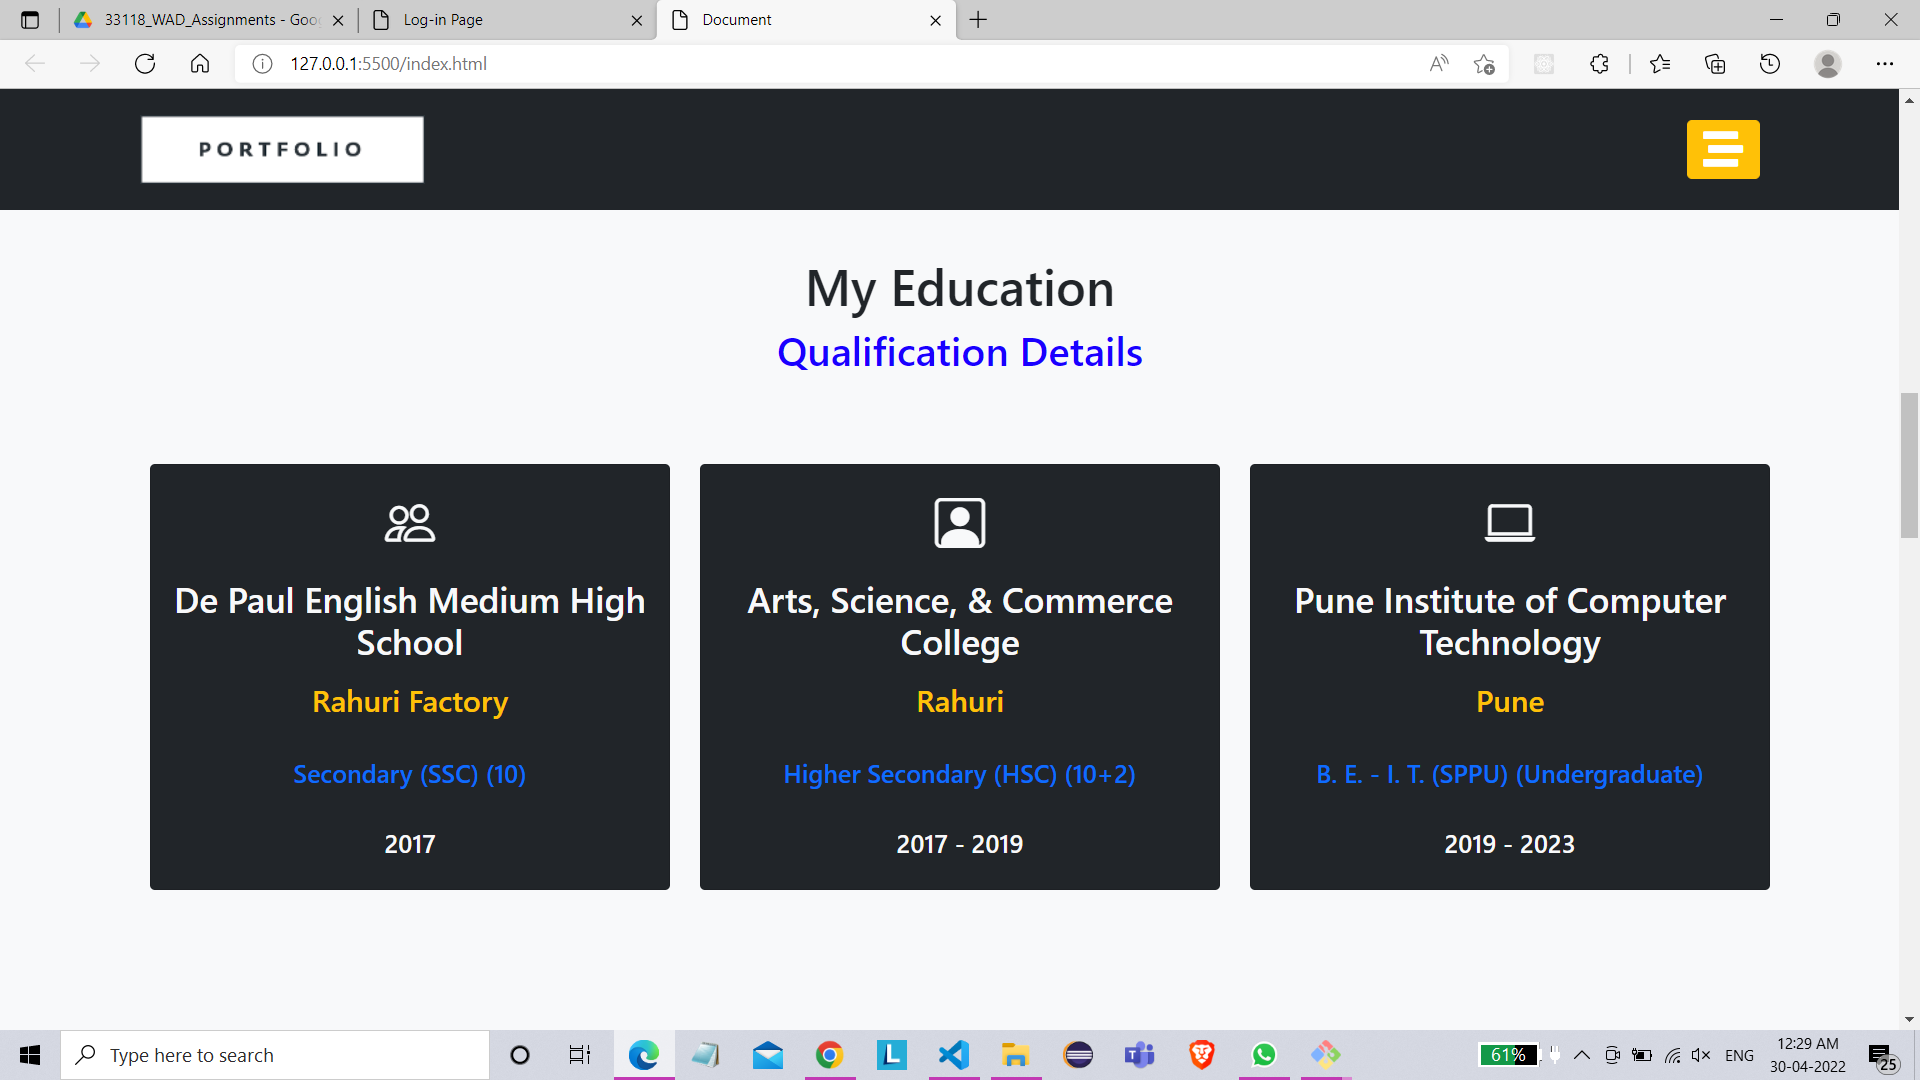 33118_WAD_Assignments - Goo
Log-in Page
Document
127.0.0.1:5500/index.html
PORTFOLIO
My Education
Qualification Details
De Paul English Medium High
School
Rahuri Factory
Secondary (SSC) (10)
2017
Arts, Science, & Commerce
College
Rahuri
Higher Secondary (HSC) (10+2)
2017 - 2019
Pune Institute of Computer
Technology
Pune
B. E. - I. T. (SPPU) (Undergraduate)
2019 - 2023
Type here to search
L
61%
ENG
12:29 AM
30-04-2022
25